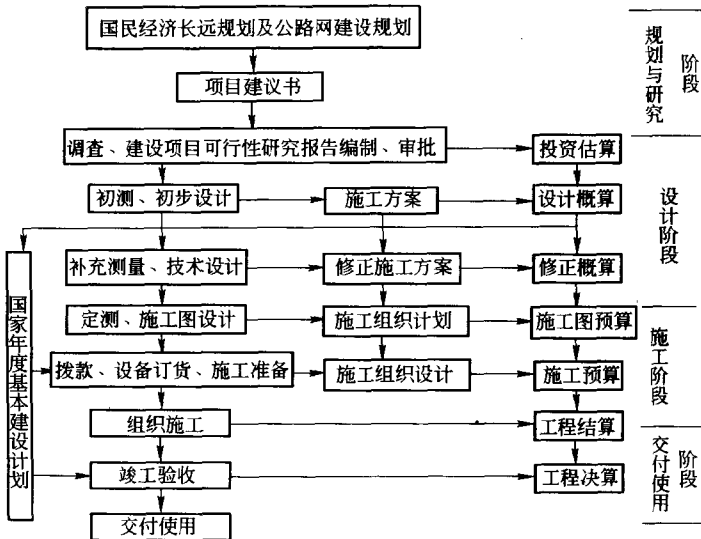 国民经济长远规划及公路网建设规划
项目建议书
调查、建设项目可行性研究报告编制、审批
投资估算
初测、初步设计
施工方案
设计概算
补充测量、技术设计
修正施工方案
修正概算
定测、施工图设计
施工组织计划
施工图预算
拨款、设备订货、施工准备
施工组织设计
施工预算
组织施工
工程结算
竣工验收
工程决算
交付使用
国家年度基本建设计划
规划与研究
阶段
设计阶段
施工阶段
交付使用
阶段